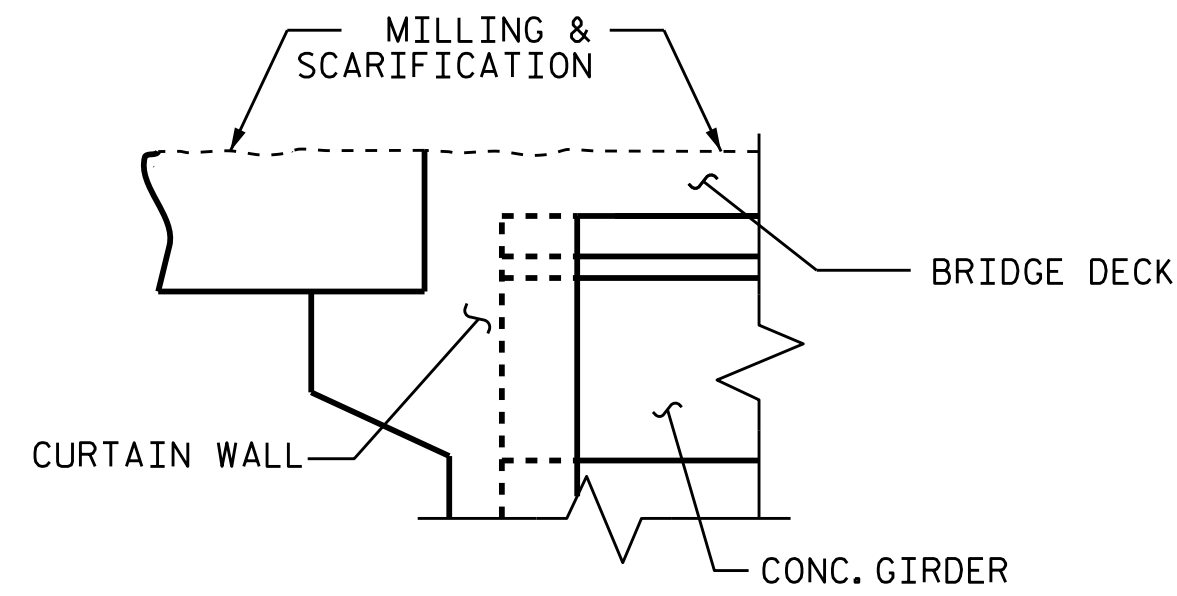 MILLING &
SCARIFICATION
BRIDGE DECK
CURTAIN WALL
CONC. GIRDER